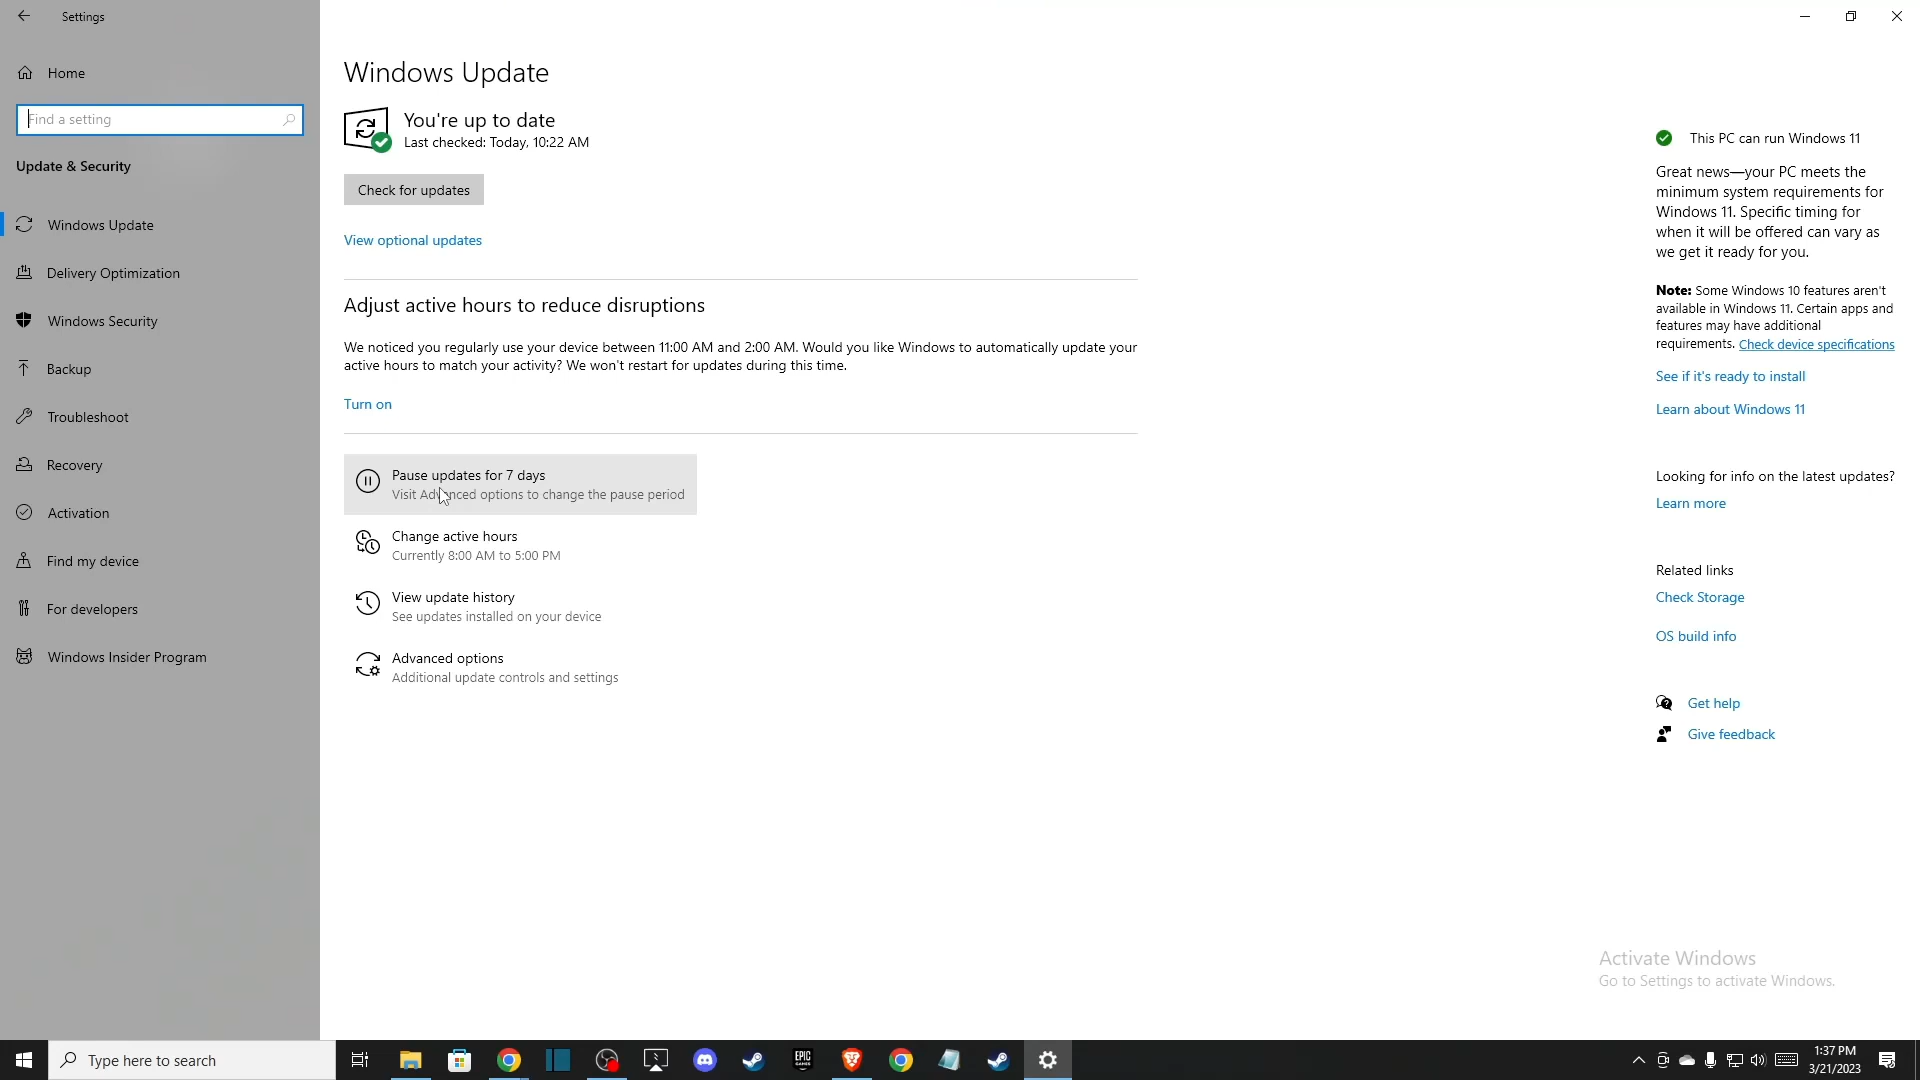 Settings
Home
Find a setting
Update & Security
Windows Update
Delivery Optimization
Windows Security
Backup
Troubleshoot
Recovery
Activation
Find my device
For developers
Windows Insider Program
Windows Update
You're up to date
Last checked: Today, 10:22 AM
Check for updates
View optional updates
Adjust active hours to reduce disruptions
We noticed you regularly use your device between 11:00 AM and 2:00 AM. Would you like Windows to automatically update your
active hours to match your activity? We won't restart for updates during this time.
Turn on
Pause updates for 7 days
Visit Advanced options to change the pause period
Change active hours
Currently 8:00 AM to 5:00 PM
View update history
See updates installed on your device
Advanced options
Additional update controls and settings
This PC can run Windows 11
Great news—your PC meets the
minimum system requirements for
Windows 11. Specific timing for
when it will be offered can vary as
we get it ready for you.
Note: Some Windows 10 features aren't
available in Windows 11. Certain apps and
features may have additional
requirements. Check device specifications
See if it's ready to install
Learn about Windows 11
Looking for info on the latest updates?
Learn more
Related links
Check Storage
OS build info
Get help
Give feedback
Activate Windows
Go to Settings to activate Windows.
Type here to search
EPIC
GAMES
1:37 PM
3/21/2023